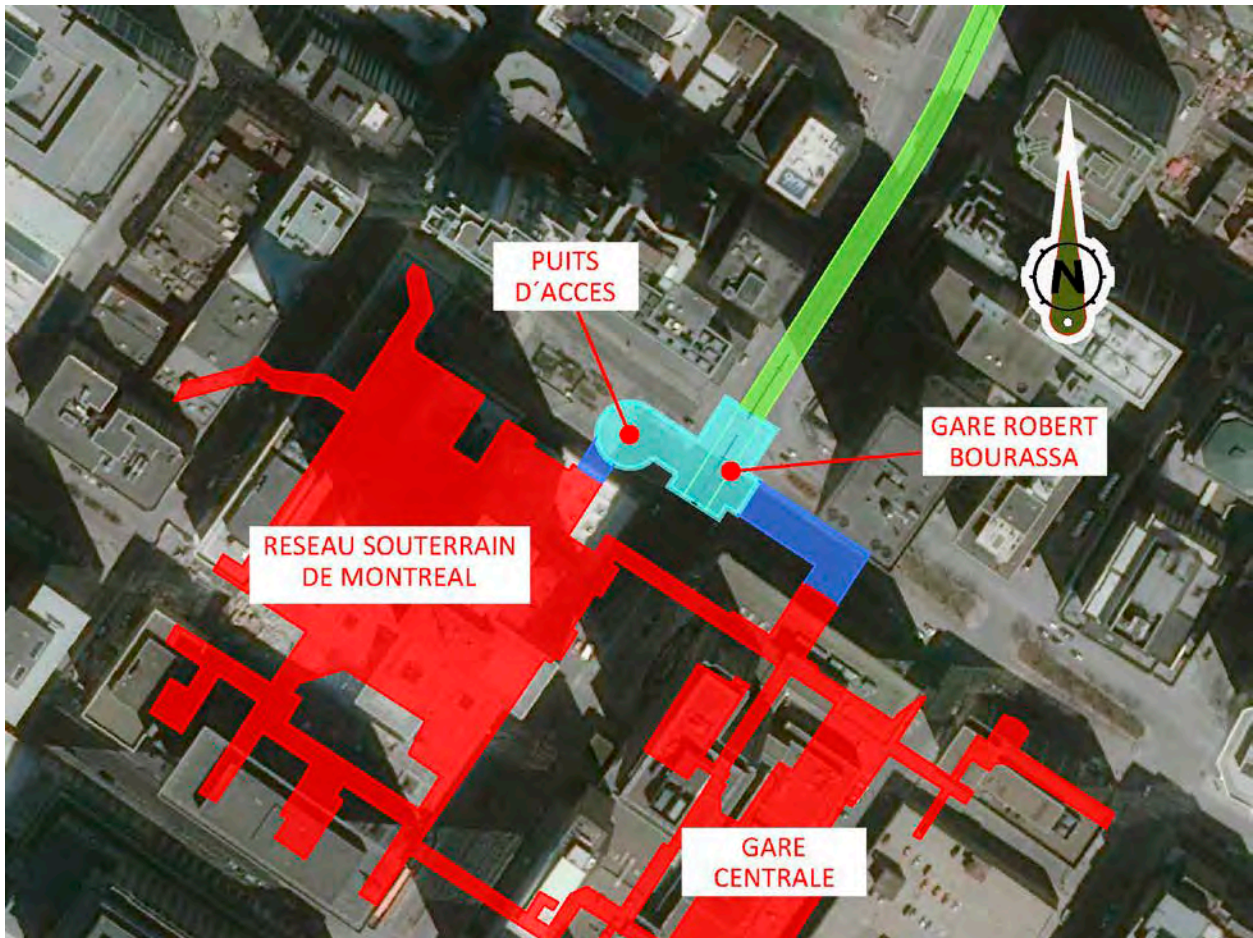 PUITS
D´ACCES
N
GARE ROBERT
BOURASSA
RESEAU SOUTERRAIN
DE MONTREAL
GARE
CENTRALE